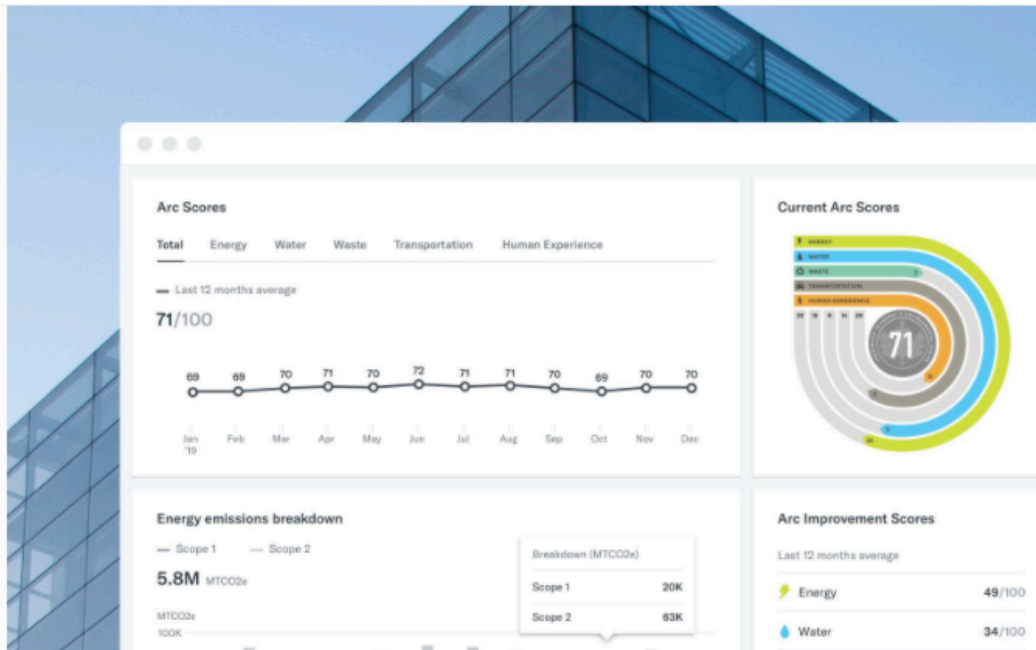 Arc Scores
Total Energy Water Waste Transportation Human Experience
Last 12 months average
71/100
69 69 70 71 70 72 71 71 70 69 70 70
Jan Feb Mar Apr May Jun Jul Aug Sep Oct Nov Dec
'19
Current Arc Scores
ENERGY
WATER
WASTE
TRANSPORTATION
HUMAN EXPERIENCE
71
Energy emissions breakdown
Scope 1 Scope 2
5.8M MTCO2e
MTCO2e
100K
Breakdown (MTCO2e)
Scope 1 20K
Scope 2 63K
Arc Improvement Scores
Last 12 months average
Energy 49/100
Water 34/100